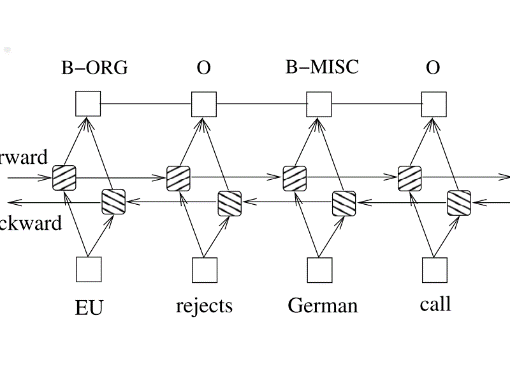 B-ORG O B-MISC O
rward
ckward
EU rejects German call